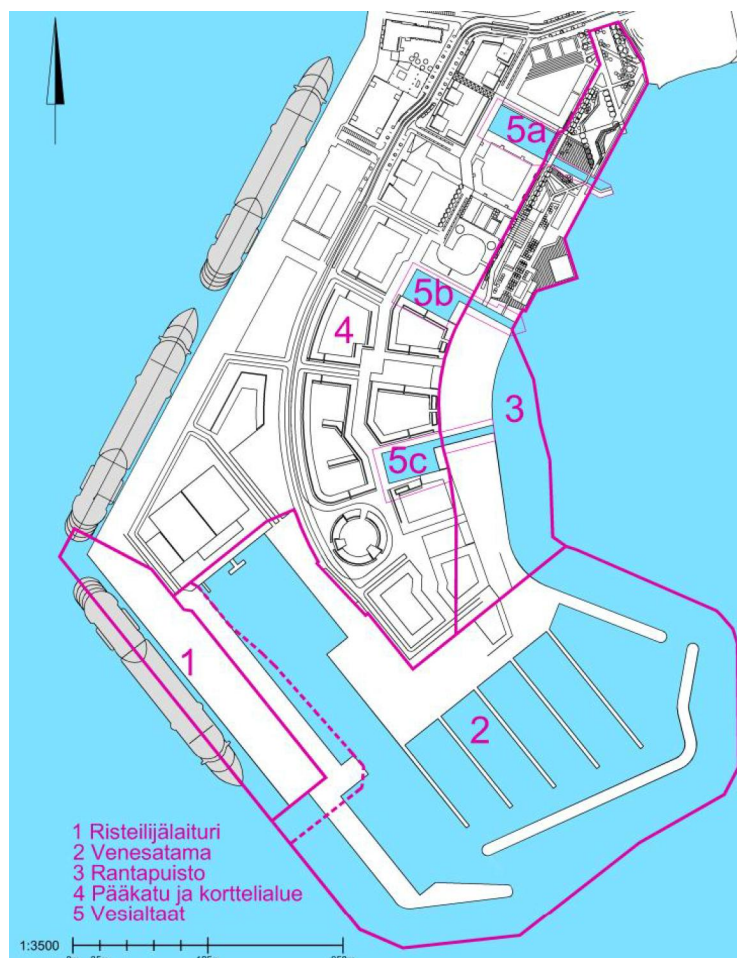 5a
5b
4
3
5c
1
2
1 Risteilijälaituri
2 Venesatama
3 Rantapuisto
4 Pääkatu ja korttelialue
5 Vesialtaat
1:3500